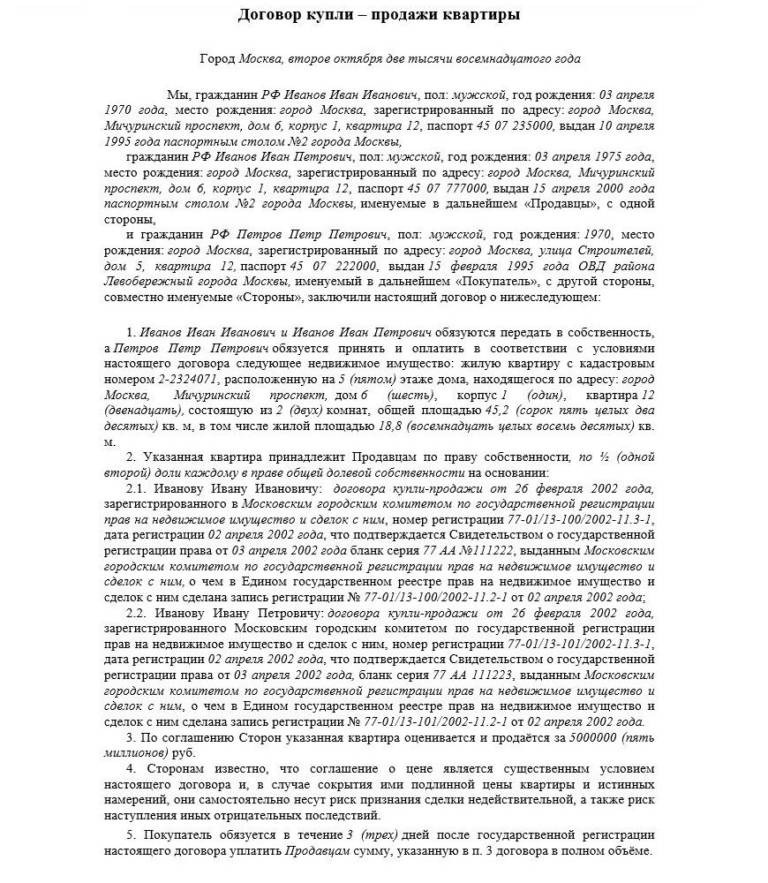 Договор купли – продажи квартиры
Город Москва, второе октября две тысячи восемнадцатого года
Мы, гражданин РФ Иванов Иван Иванович, пол: мужской, год рождения: 03 апреля
1970 года, место рождения: город Москва, зарегистрированный по адресу: город Москва,
Мичуринский проспект, дом 6, корпус 1, квартира 12, паспорт 45 07 235000, выдан 10 апреля
1995 года паспортным столом №2 города Москвы,
гражданин РФ Иванов Иван Петрович, пол: мужской, год рождения: 03 апреля 1975 года,
место рождения: город Москва, зарегистрированный по адресу: город Москва, Мичуринский
проспект, дом 6, корпус 1, квартира 12, паспорт 45 07 777000, выдан 15 апреля 2000 года
паспортным столом №2 города Москвы, именуемые в дальнейшем «Продавцы», с одной
стороны,
и гражданин РФ Петров Петр Петрович, пол: мужской, год рождения: 1970, место
рождения: город Москва, зарегистрированный по адресу: город Москва, улица Строителей,
дом 5, квартира 12, паспорт 45 07 222000, выдан 15 февраля 1995 года ОВД района
Левобережный города Москвы, именуемый в дальнейшем «Покупатель», с другой стороны,
совместно именуемые «Стороны», заключили настоящий договор о нижеследующем:
1. Иванов Иван Иванович и Иванов Иван Петрович обязуются передать в собственность,
а Петров Петр Петрович обязуется принять и оплатить в соответствии с условиями
настоящего договора следующее недвижимое имущество: жилую квартиру с кадастровым
номером 2-2324071, расположенную на 5 (пятом) этаже дома, находящегося по адресу: город
Москва, Мичуринский проспект, дом 6 (шесть), корпус 1 (один), квартира 12
(двенадцать), состоящую из 2 (двух) комнат, общей площадью 45,2 (сорок пять целых два
десятых) кв. м, в том числе жилой площадью 18,8 (восемнадцать целых восемь десятых) кв.
м.
2. Указанная квартира принадлежит Продавцам по праву собственности, по ½ (одной
второй) доли каждому в праве общей долевой собственности на основании:
2.1. Иванову Ивану Ивановичу: договора купли-продажи от 26 февраля 2002 года,
зарегистрированного в Московским городским комитетом по государственной регистрации
прав на недвижимое имущество и сделок с ним, номер регистрации 77-01/13-100/2002-11.3-1,
дата регистрации 02 апреля 2002 года, что подтверждается Свидетельством о государственной
регистрации права от 03 апреля 2002 года бланк серия 77 АА №111222, выданным Московским
городским комитетом по государственной регистрации прав на недвижимое имущество и
сделок с ним, о чем в Едином государственном реестре прав на недвижимое имущество и
сделок с ним сделана запись регистрации № 77-01/13-100/2002-11.2-1 от 02 апреля 2002 года;
2.2. Иванову Ивану Петровичу: договора купли-продажи от 26 февраля 2002 года,
зарегистрированного Московским городским комитетом по государственной регистрации
прав на недвижимое имущество и сделок с ним, номер регистрации 77-01/13-101/2002-11.3-1,
дата регистрации 02 апреля 2002 года, что подтверждается Свидетельством о государственной
регистрации права от 03 апреля 2002 года, бланк серия 77 АА 111223, выданным Московским
городским комитетом по государственной регистрации прав на недвижимое имущество и
сделок с ним, о чем в Едином государственном реестре прав на недвижимое имущество и
сделок с ним сделана запись регистрации № 77-01/13-101/2002-11.2-1 от 02 апреля 2002 года.
3. По соглашению Сторон указанная квартира оценивается и продаётся за 5000000 (пять
миллионов) руб.
4. Сторонам известно, что соглашение о цене является существенным условием
настоящего договора и, в случае сокрытия ими подлинной цены квартиры и истинных
намерений, они самостоятельно несут риск признания сделки недействительной, а также риск
наступления иных отрицательных последствий.
5. Покупатель обязуется в течение 3 (трех) дней после государственной регистрации
настоящего договора уплатить Продавцам сумму, указанную в п. 3 договора в полном объёме.